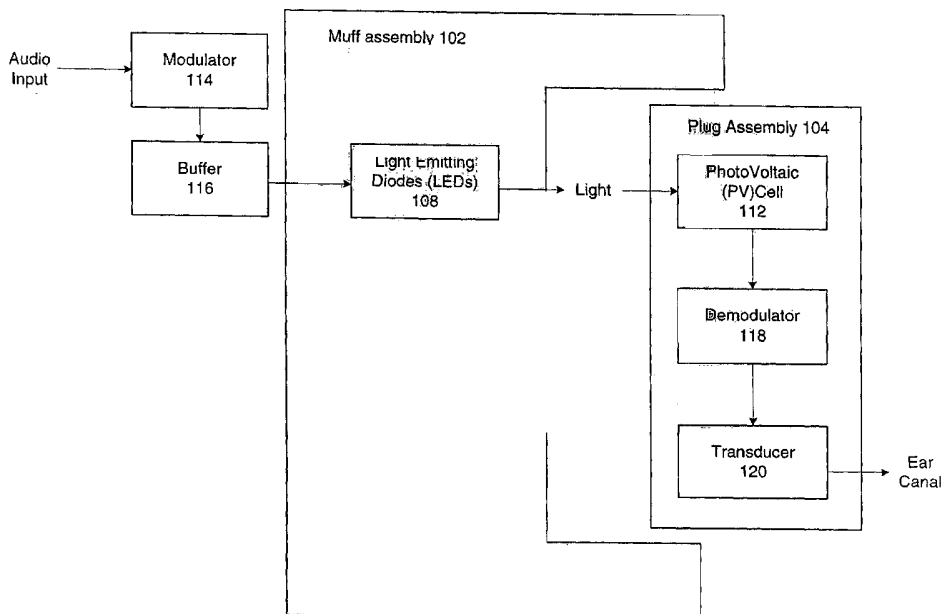 Audio
Input
Modulator
114
Buffer
116
Muff assembly 102
Light Emitting
Diodes (LEDs)
108
Light
Plug Assembly 104
PhotoVoltaic
(PV)Cell
112
Demodulator
118
Transducer
120
Ear
Canal